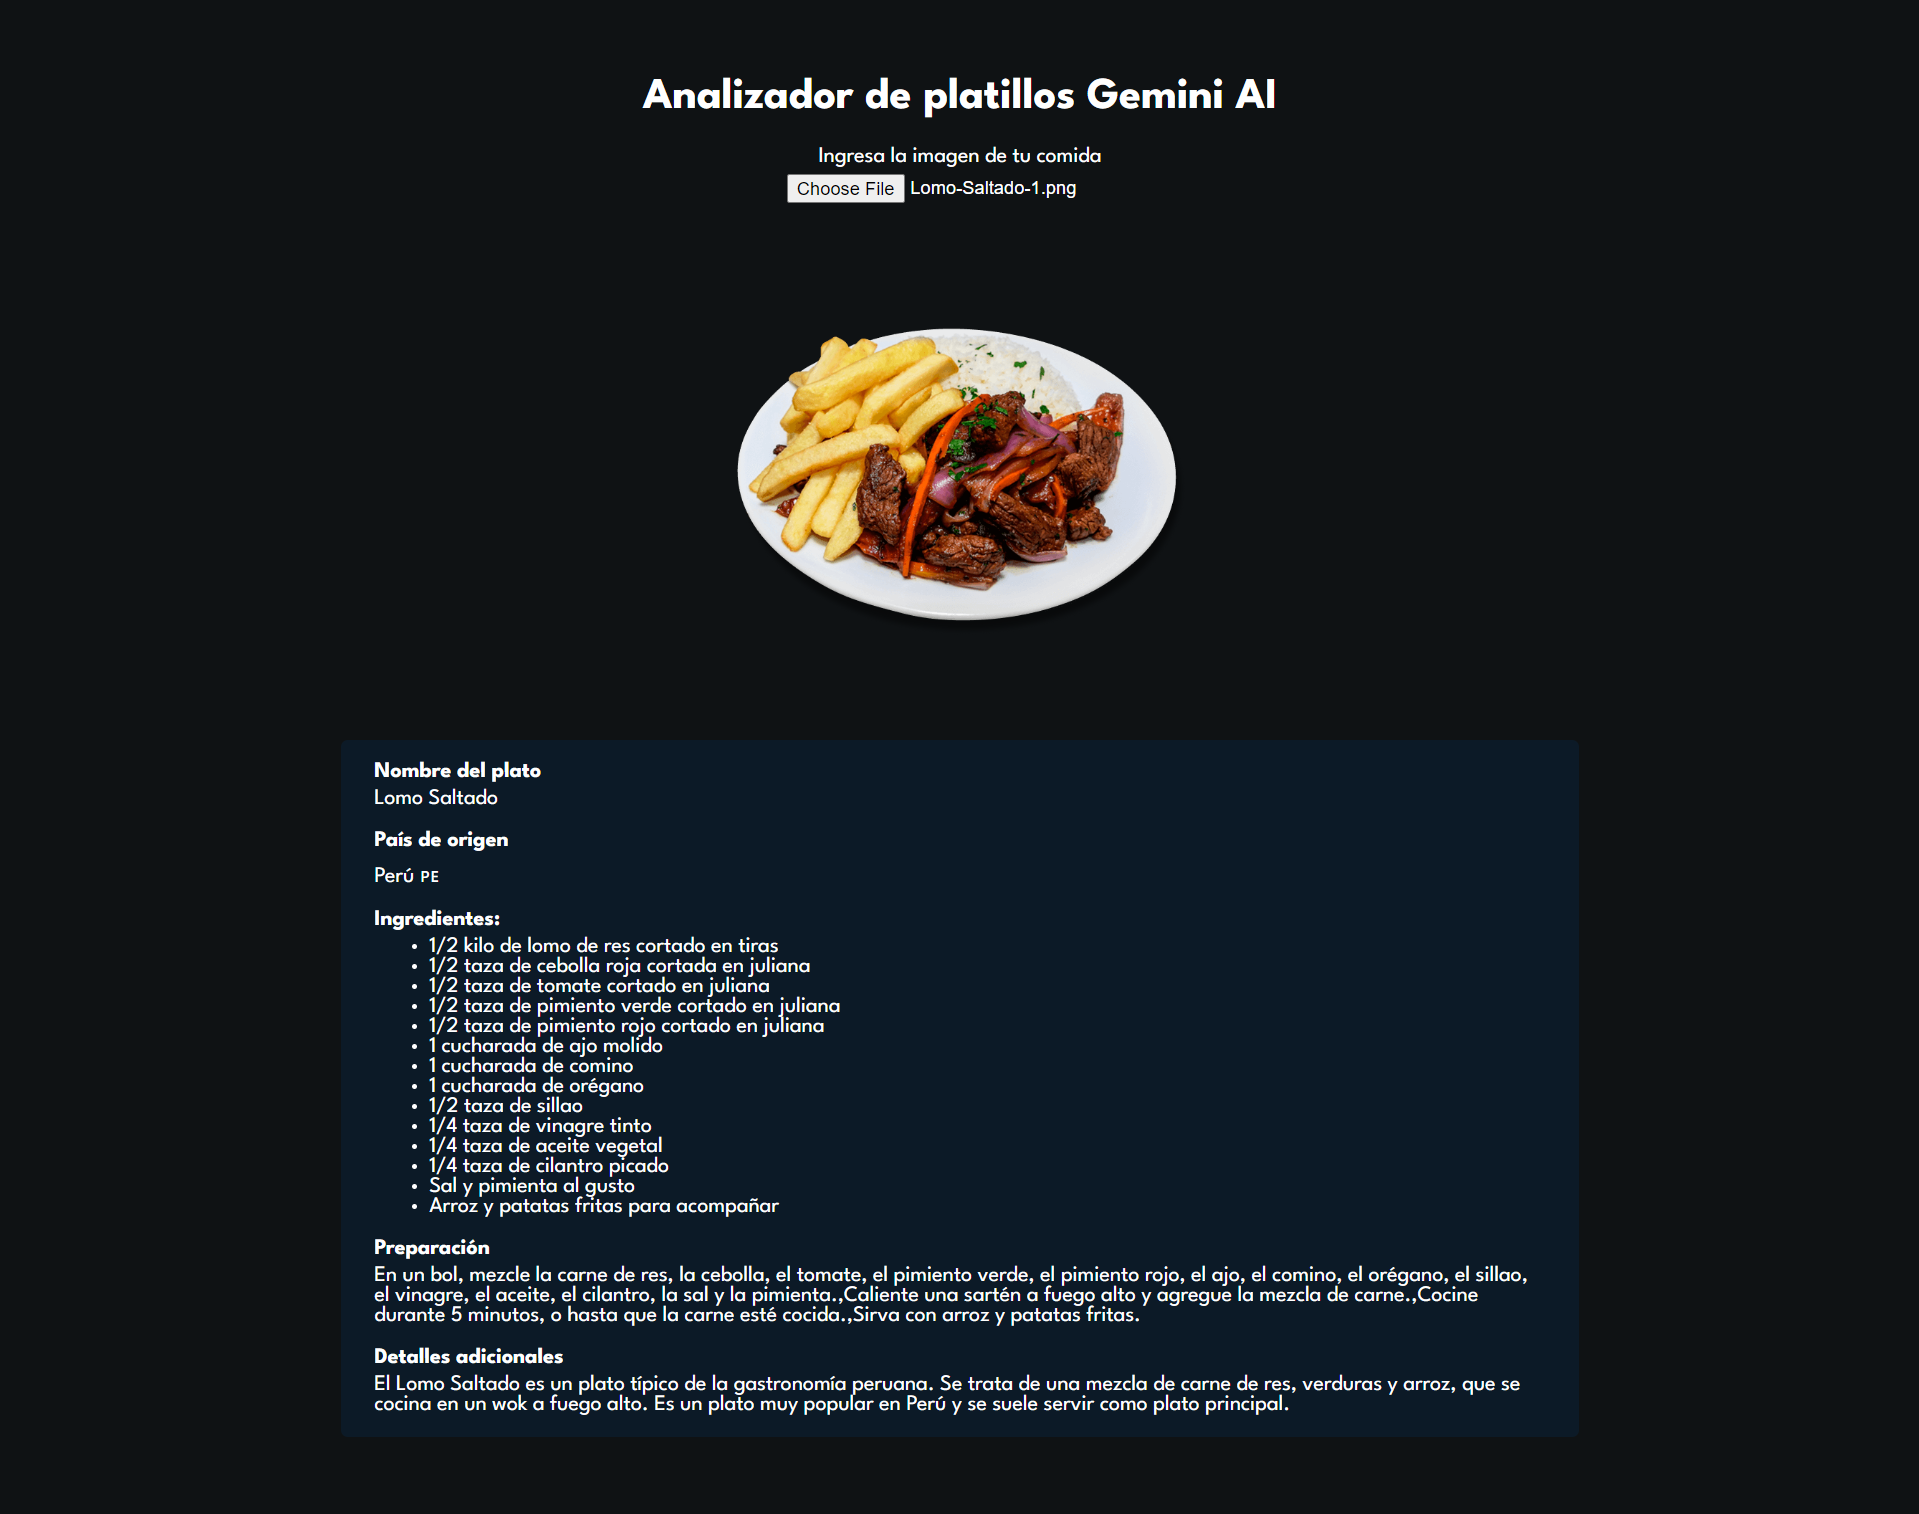 Analizador de platillos Gemini AI
Ingresa la imagen de tu comida
Choose File Lomo-Saltado-1.png
Nombre del plato
Lomo Saltado
País de origen
Perú PE
Ingredientes:
• 1/2 kilo de lomo de res cortado en tiras
• 1/2 taza de cebolla roja cortada en juliana
• 1/2 taza de tomate cortado en juliana
• 1/2 taza de pimiento verde cortado en juliana
• 1/2 taza de pimiento rojo cortado en juliana
• 1 cucharada de ajo molido
• 1 cucharada de comino
• 1 cucharada de orégano
• 1/2 taza de sillao
• 1/4 taza de vinagre tinto
• 1/4 taza de aceite vegetal
• 1/4 taza de cilantro picado
• Sal y pimienta al gusto
• Arroz y patatas fritas para acompañar
Preparación
En un bol, mezcle la carne de res, la cebolla, el tomate, el pimiento verde, el pimiento rojo, el ajo, el comino, el orégano, el sillao,
el vinagre, el aceite, el cilantro, la sal y la pimienta.,Caliente una sartén a fuego alto y agregue la mezcla de carne.,Cocine
durante 5 minutos, o hasta que la carne esté cocida.,Sirva con arroz y patatas fritas.
Detalles adicionales
El Lomo Saltado es un plato típico de la gastronomía peruana. Se trata de una mezcla de carne de res, verduras y arroz, que se
cocina en un wok a fuego alto. Es un plato muy popular en Perú y se suele servir como plato principal.